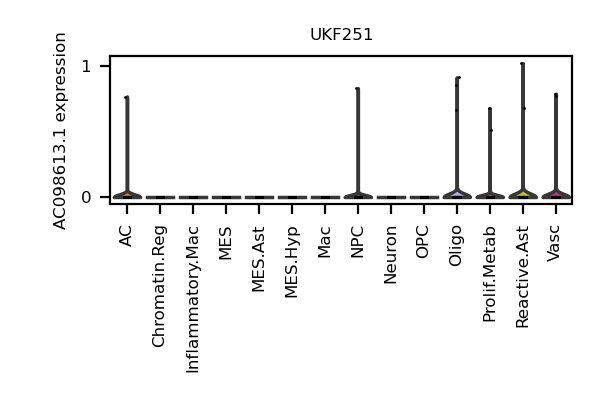 UKF251
AC098613.1 expression
1
0
AC
Chromatin.Reg
Inflammatory.Mac
MES
MES.Ast
MES.Hyp
Mac
NPC
Neuron
OPC
Oligo
Prolif.Metab
Reactive.Ast
Vasc